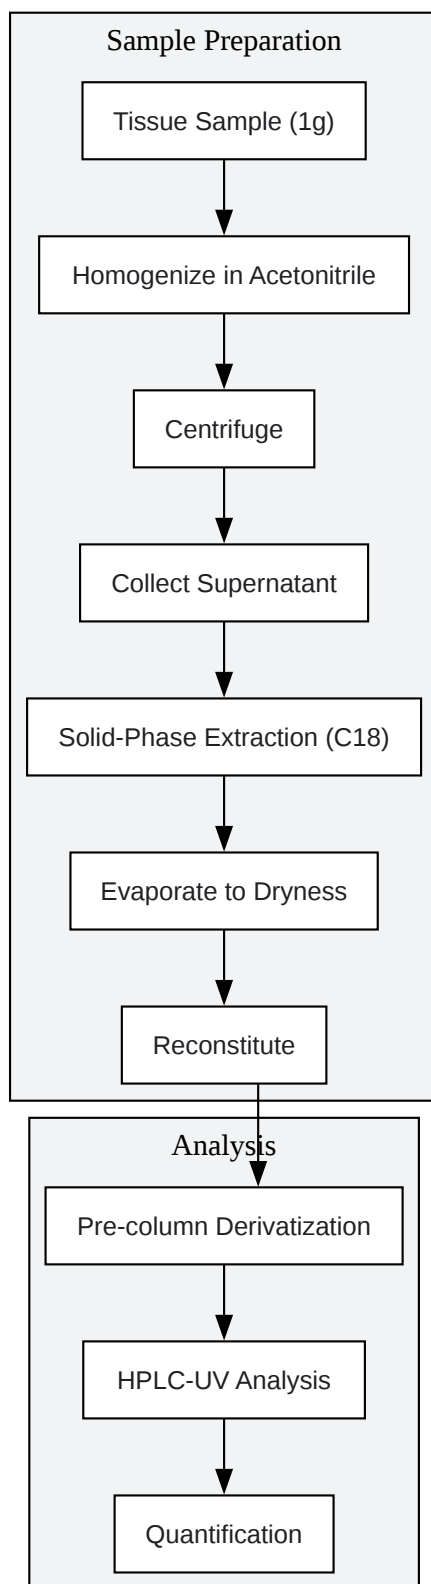 Sample Preparation
Tissue Sample (1g)
Homogenize in Acetonitrile
Centrifuge
Collect Supernatant
Solid-Phase Extraction (C18)
Evaporate to Dryness
Reconstitute
Analysis
Pre-column Derivatization
HPLC-UV Analysis
Quantification